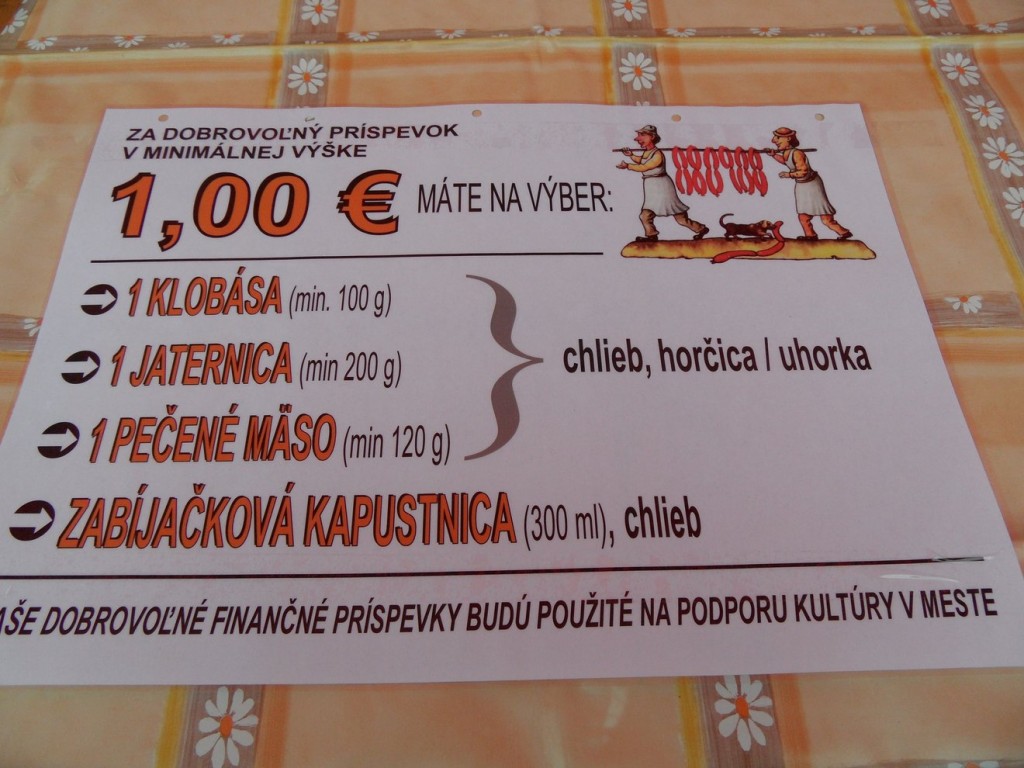 ZA DOBROVOĽNÝ PRÍSPEVOK
V MINIMÁLNEJ VÝŠKE
1,00 € MÁTE NA VÝBER:
1 KLOBÁSA (min. 100 g)
1 JATERNICA (min 200 g)
chlieb, horčica / uhorka
1 PEČENÉ MÄSO (min 120 g)
ZABÍJAČKOVÁ KAPUSTNICA (300 ml), chlieb
AŠE DOBROVOĽNÉ FINANČNÉ PRÍSPEVKY BUDÚ POUŽITÉ NA PODPORU KULTÚRY V MESTE